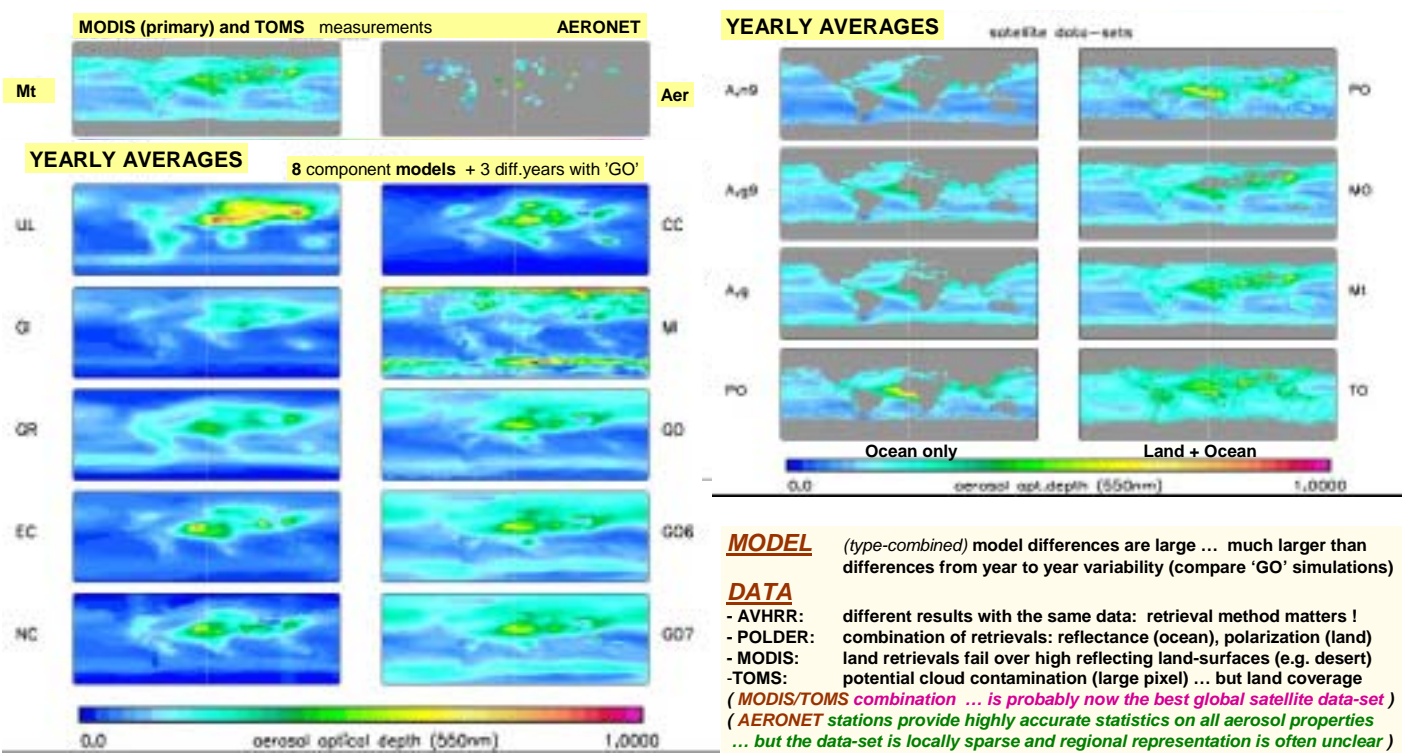 MODIS (primary) and TOMS measurements AERONET
Mt
Aer
YEARLY AVERAGES
8 component models + 3 diff.years with 'GO'
UL
CC
GI
MI
GR
GO
EC
GO6
NC
GO7
0.0 aerosol optical depth (550nm) 1.0000
YEARLY AVERAGES
satellite data-sets
PO
MO
Mt
PO
TO
Ocean only Land + Ocean
0.0 aerosol opt.depth (550nm) 1.0000
MODEL (type-combined) model differences are large … much larger than
differences from year to year variability (compare 'GO' simulations)
DATA
- AVHRR: different results with the same data: retrieval method matters !
- POLDER: combination of retrievals: reflectance (ocean), polarization (land)
- MODIS: land retrievals fail over high reflecting land-surfaces (e.g. desert)
-TOMS: potential cloud contamination (large pixel) … but land coverage
( MODIS/TOMS combination … is probably now the best global satellite data-set )
( AERONET stations provide highly accurate statistics on all aerosol properties
… but the data-set is locally sparse and regional representation is often unclear )